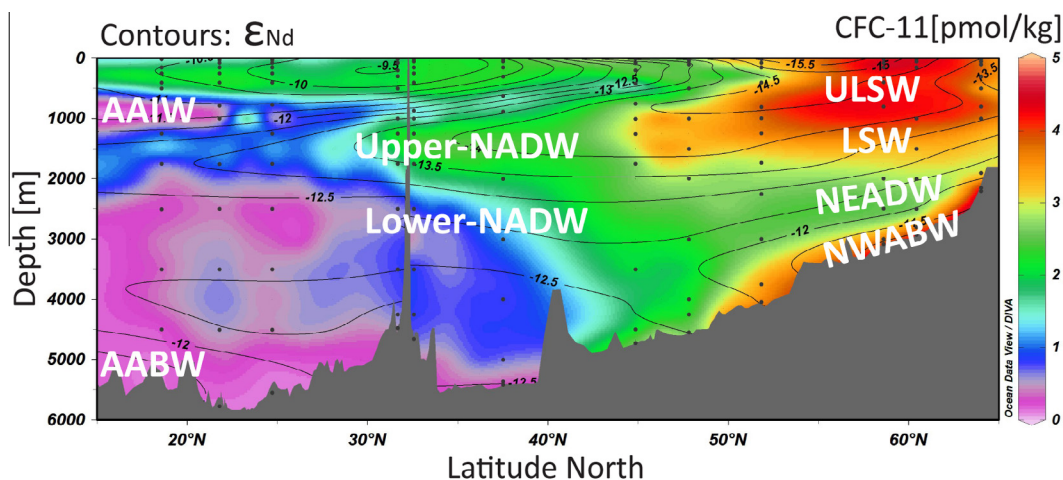 Contours: εNd
CFC-11[pmol/kg]
-10.5
-9.5
-12.5
-15.5
-15
-13.5
-10
-13
-14.5
-12
-13.5
-12.5
-12
-12.5
-12
-12.5
AAIW
ULSW
LSW
Upper-NADW
NEADW
Lower-NADW
NWABW
AABW
Depth [m]
0
1000
2000
3000
4000
5000
6000
20°N
30°N
40°N
50°N
60°N
Latitude North
5
4
3
2
1
0
Ocean Data View / DIVA